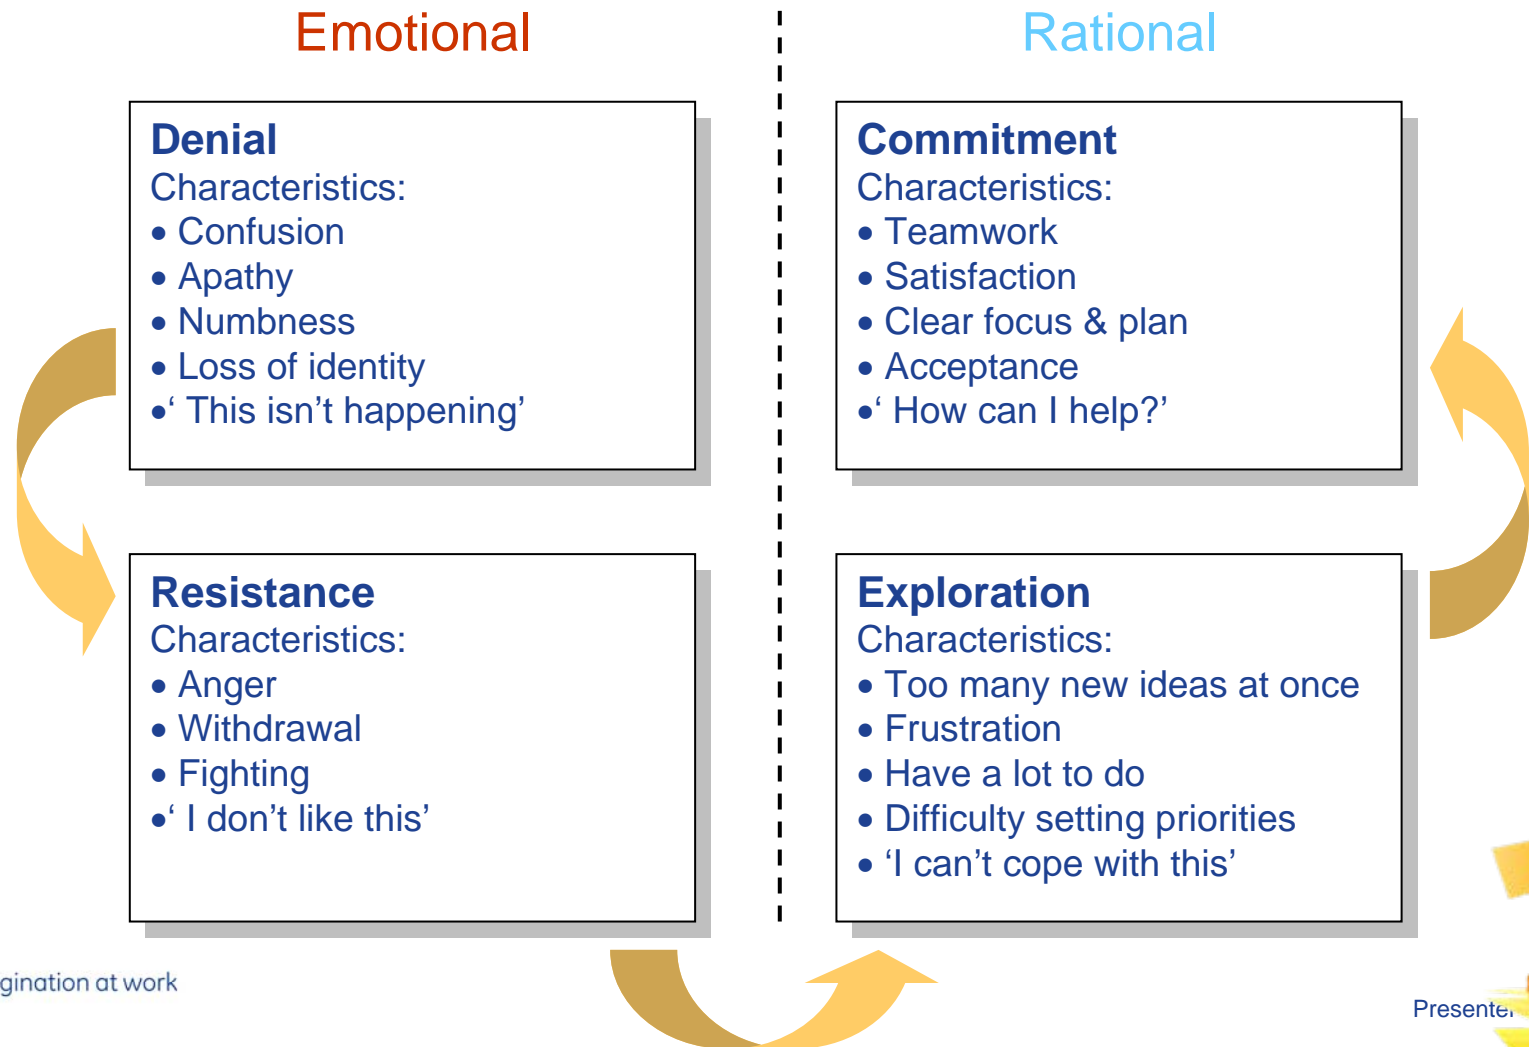 Emotional
Rational
Denial
Characteristics:
• Confusion
• Apathy
• Numbness
• Loss of identity
•‘ This isn't happening’
Commitment
Characteristics:
• Teamwork
• Satisfaction
• Clear focus & plan
• Acceptance
•‘ How can I help?’
Resistance
Characteristics:
• Anger
• Withdrawal
• Fighting
•‘ I don’t like this’
Exploration
Characteristics:
• Too many new ideas at once
• Frustration
• Have a lot to do
• Difficulty setting priorities
• ‘I can’t cope with this’
gination at work
Presenter